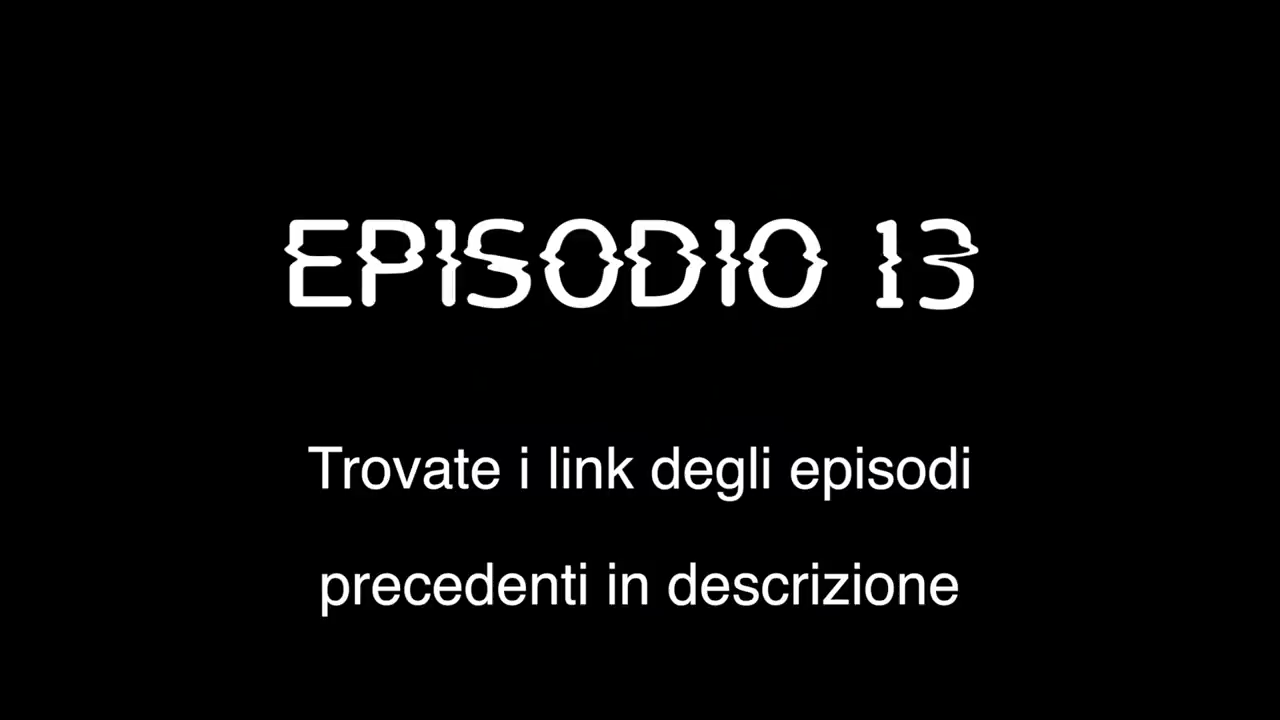 EPISODIO 13
Trovate i link degli episodi
precedenti in descrizione